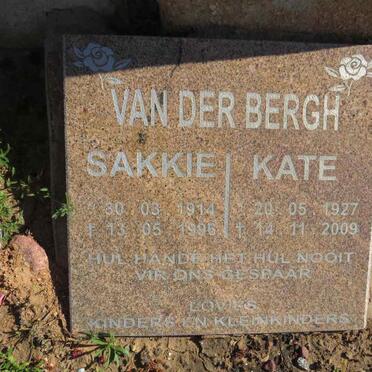 VAN DER BERGH
SAKKIE KATE
* 30 03 1914 * 20 05 1927
† 13 05 1996 † 14 11 2009
HUL HANDE HET HUL NOOIT
VIR ONS GESPAAR
LOVIES
KINDERS EN KLEINKINDERS